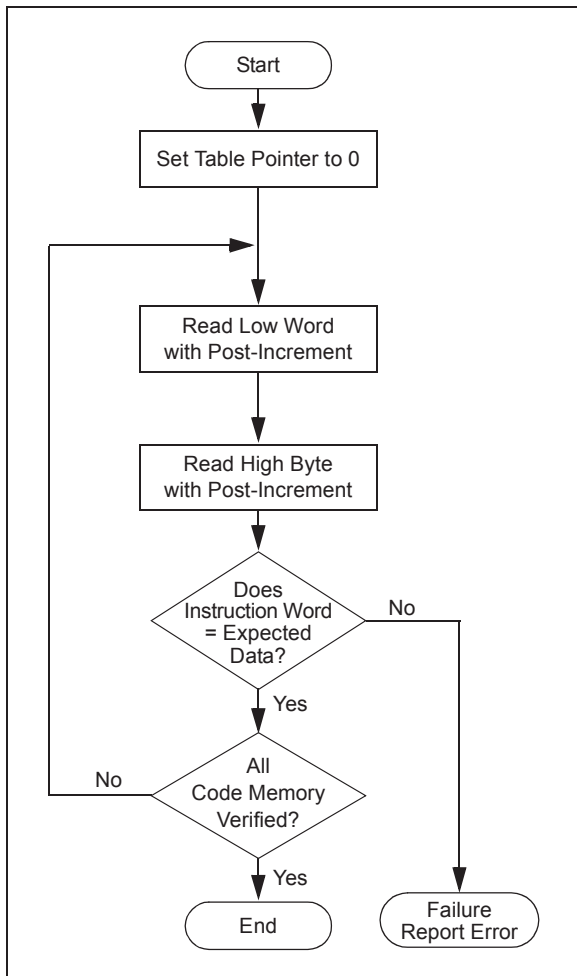 Start
Set Table Pointer to 0
Read Low Word
with Post-Increment
Read High Byte
with Post-Increment
Does
Instruction Word
= Expected
Data?
No
Yes
All
Code Memory
Verified?
No
Yes
End
Failure
Report Error